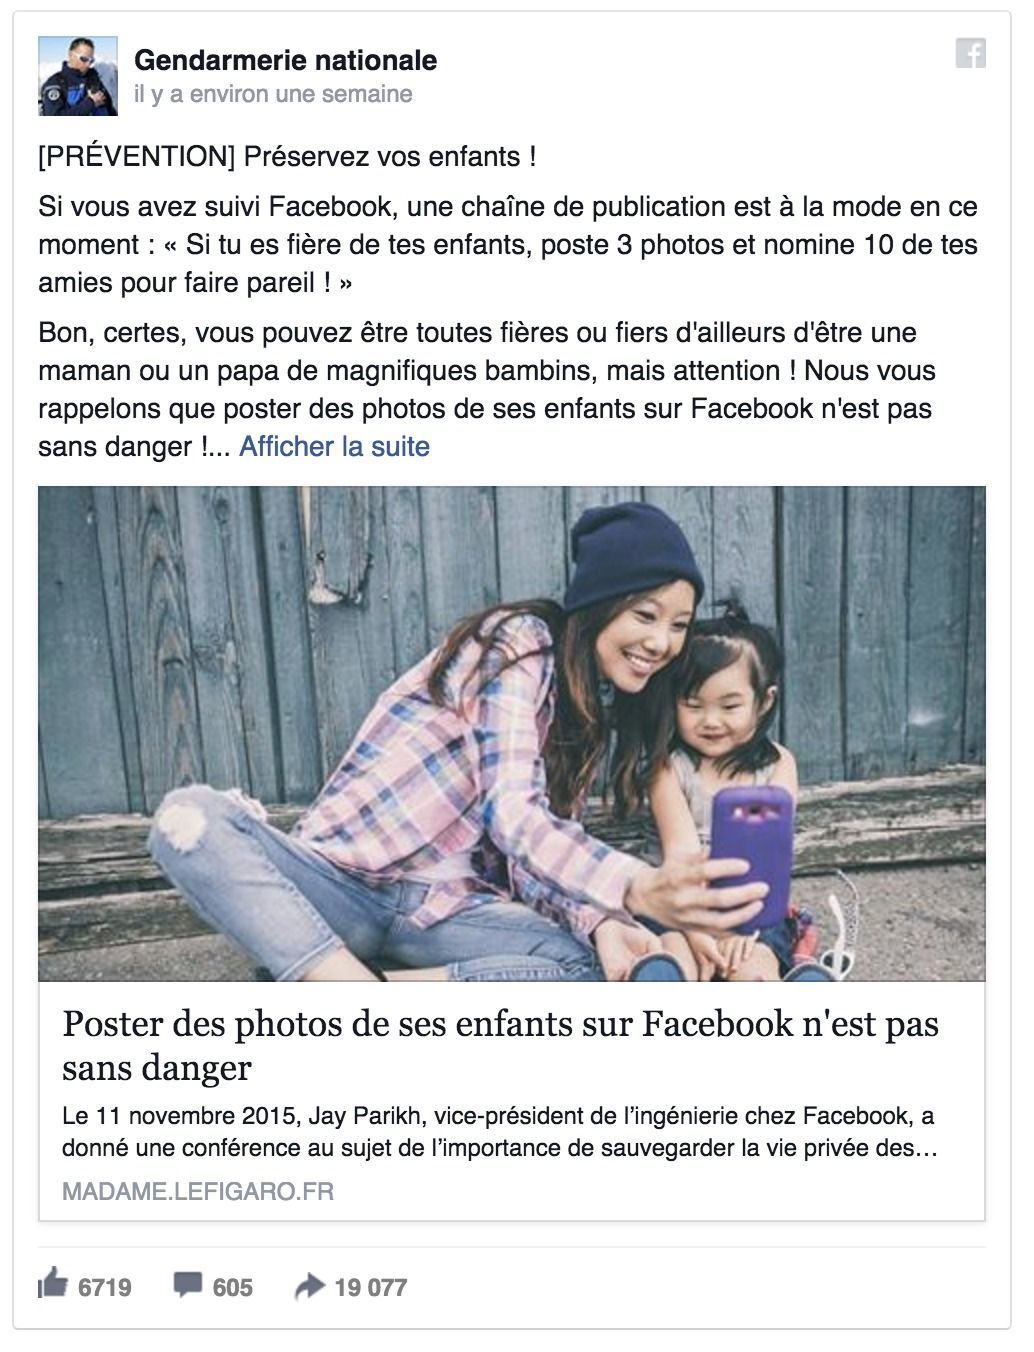 Gendarmerie nationale
il y a environ une semaine
[PRÉVENTION] Préservez vos enfants !
Si vous avez suivi Facebook, une chaîne de publication est à la mode en ce
moment : « Si tu es fière de tes enfants, poste 3 photos et nomine 10 de tes
amies pour faire pareil ! »
Bon, certes, vous pouvez être toutes fières ou fiers d'ailleurs d'être une
maman ou un papa de magnifiques bambins, mais attention ! Nous vous
rappelons que poster des photos de ses enfants sur Facebook n'est pas
sans danger !... Afficher la suite
Poster des photos de ses enfants sur Facebook n'est pas
sans danger
Le 11 novembre 2015, Jay Parikh, vice-président de l’ingénierie chez Facebook, a
donné une conférence au sujet de l’importance de sauvegarder la vie privée des…
MADAME.LEFIGARO.FR
6719 605 19 077